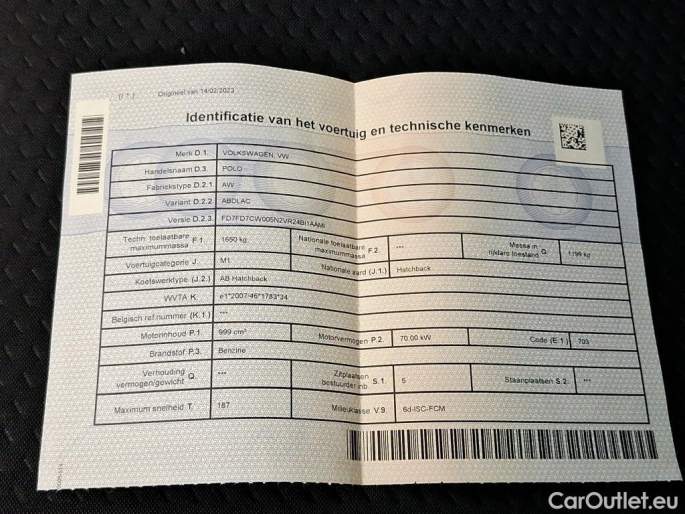 (I.1.) Origineel van 14/02/2023
Identificatie van het voertuig en technische kenmerken
Merk D.1. VOLKSWAGEN, VW
Handelsnaam D.3. POLO
Fabriekstype D.2.1. AW
Variant D.2.2. ABDLAC
Versie D.2.3. FD7FD7CW005N2VR24BI1AAMI
Techn. toelaatbare maximummassa F.1. 1650 kg Nationale toelaatbare maximummassa F.2. --- Massa in rijklare toestand G. 1199 kg
Voertuigcategorie J. M1 Nationale aard (J.1.) Hatchback
Koetswerktype (J.2.) AB Hatchback
WVTA K. e1*2007/46*1783*34
Belgisch ref.nummer (K.1.) ---
Motorinhoud P.1. 999 cm³ Motorvermogen P.2. 70.00 kW Code (E.1.) 703
Brandstof P.3. Benzine
Verhouding vermogen/gewicht Q. --- Zitplaatsen bestuurder inb. S.1. 5 Staanplaatsen S.2. ---
Maximum snelheid T. 187 Milieuklasse V.9. 6d-ISC-FCM
CarOutlet.eu